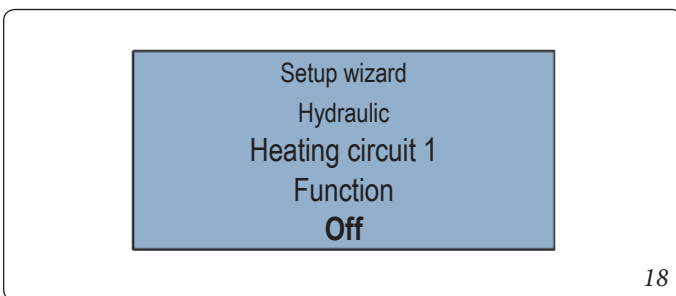 Setup wizard
Hydraulic
Heating circuit 1
Function
Off
18